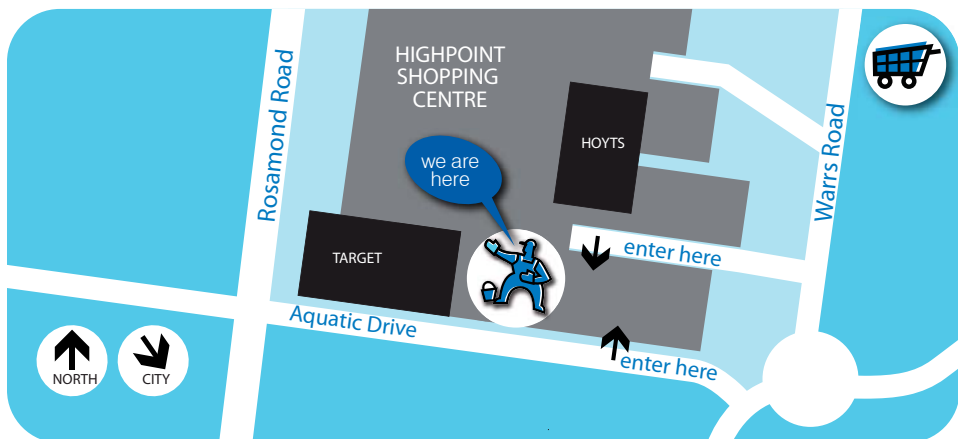 HIGHPOINT
SHOPPING
CENTRE
Rosamond Road
HOYTS
we are
here
Warrs Road
TARGET
enter here
Aquatic Drive
enter here
NORTH
CITY